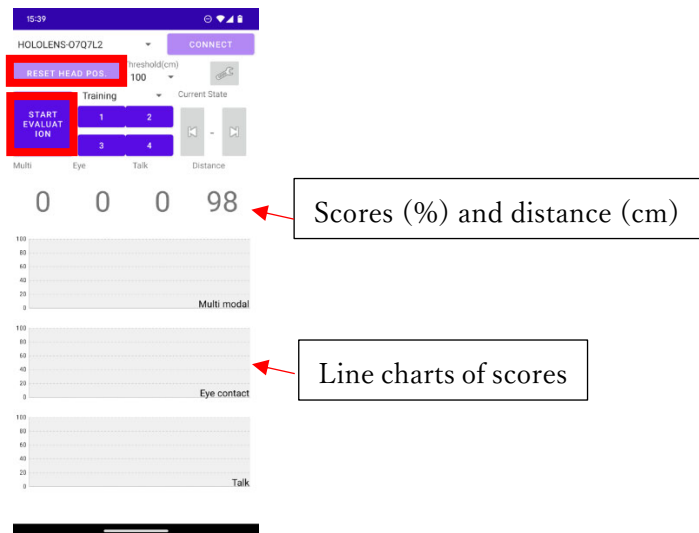 15:39
HOLOLENS-O7Q7L2
CONNECT
RESET HEAD POS.
Threshold(cm)
100
Training
Current State
START
EVALUAT
ION
1
2
3
4
-
Multi
Eye
Talk
Distance
0
0
0
98
Scores (%) and distance (cm)
100
80
60
40
20
0
Multi modal
100
80
60
40
20
0
Eye contact
Line charts of scores
100
80
60
40
20
0
Talk